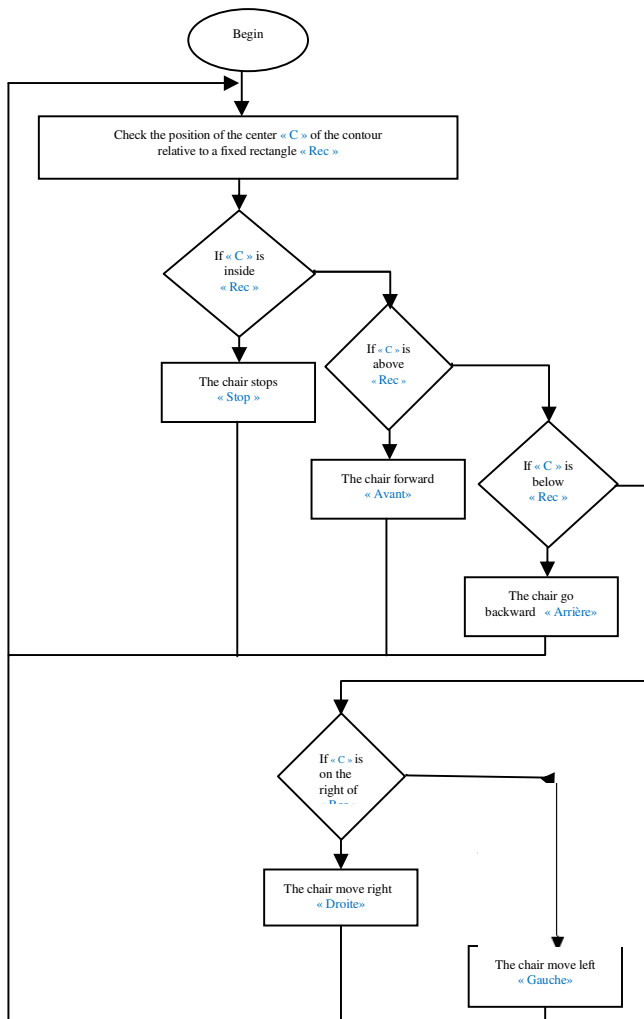 Begin
Check the position of the center « C » of the contour
relative to a fixed rectangle « Rec »
If « C » is
inside
« Rec »
The chair stops
« Stop »
If « C » is
above
« Rec »
The chair forward
« Avant»
If « C » is
below
« Rec »
The chair go
backward « Arrière»
If « C » is
on the
right of
The chair move right
« Droite»
The chair move left
« Gauche»